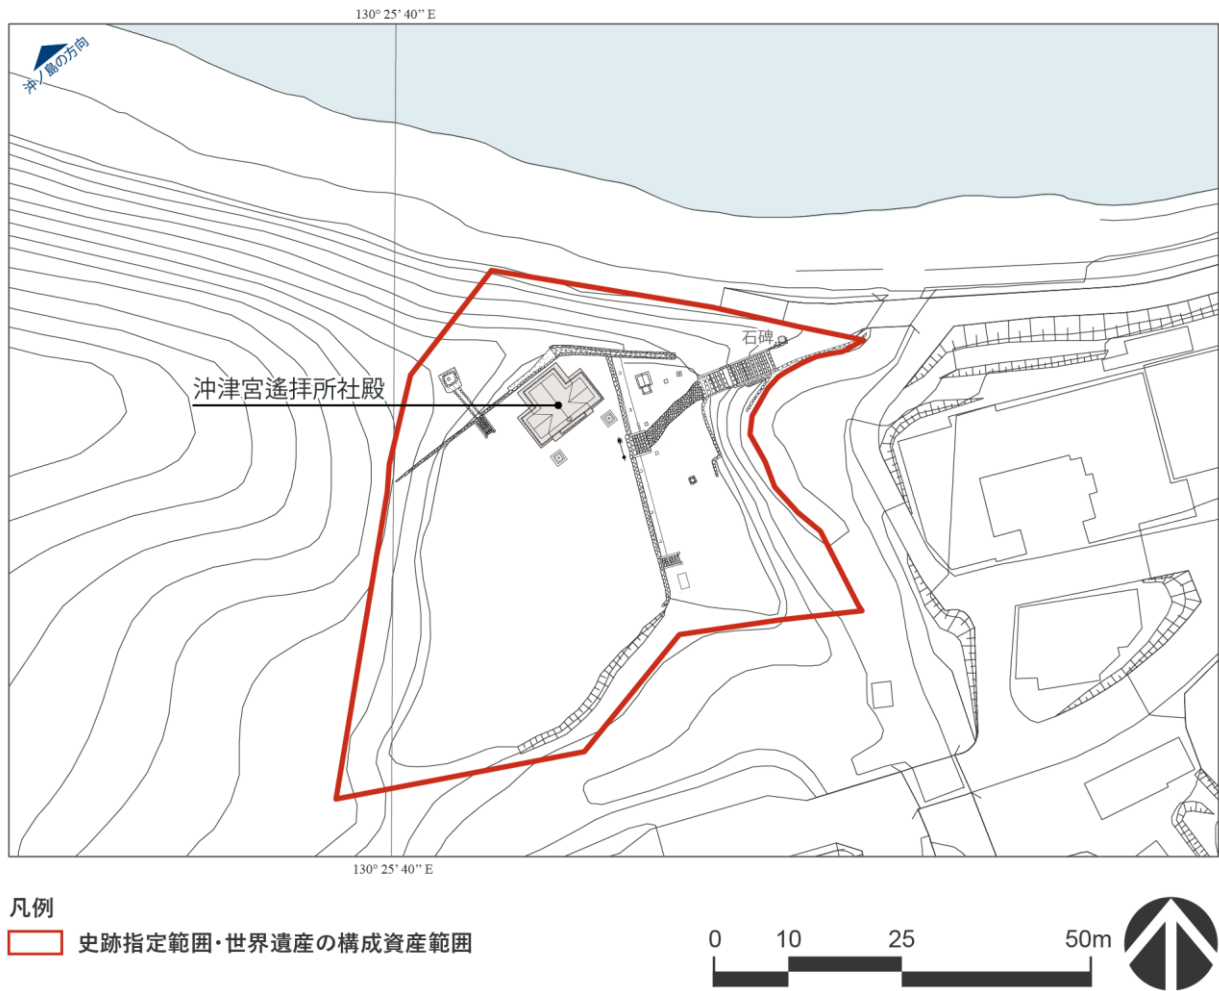 130° 25’ 40” E
沖ノ島の方向
石碑
沖津宮遙拝所社殿
130° 25’ 40” E
凡例
史跡指定範囲・世界遺産の構成資産範囲
0 10 25 50m